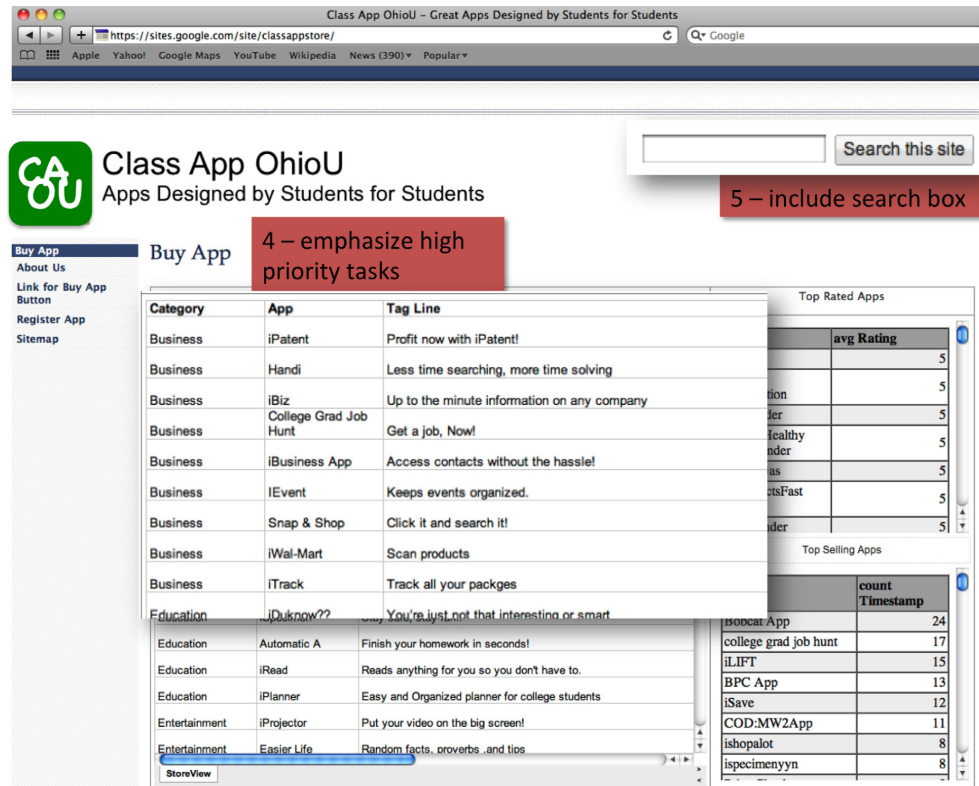 Class App OhioU – Great Apps Designed by Students for Students
https://sites.google.com/site/classappstore/
Google
Apple Yahoo! Google Maps YouTube Wikipedia News (390) Popular
Search this site
5 – include search box
CAOU
Class App OhioU
Apps Designed by Students for Students
Buy App
About Us
Link for Buy App
Button
Register App
Sitemap
Buy App
4 – emphasize high
priority tasks
Category App Tag Line
Business iPatent Profit now with iPatent!
Business Handi Less time searching, more time solving
Business iBiz Up to the minute information on any company
Business College Grad Job Hunt Get a job, Now!
Business iBusiness App Access contacts without the hassle!
Business IEvent Keeps events organized.
Business Snap & Shop Click it and search it!
Business iWal-Mart Scan products
Business iTrack Track all your packges
Education iDuknow?? You're just not that interesting or smart
Education Automatic A Finish your homework in seconds!
Education iRead Reads anything for you so you don't have to.
Education iPlanner Easy and Organized planner for college students
Entertainment iProjector Put your video on the big screen!
Entertainment Easier Life Random facts, proverbs ,and tips
StoreView
Top Rated Apps
avg Rating
5
tion 5
der 5
Healthy
nder 5
as 5
ctsFast
5
der 5
Top Selling Apps
count
Timestamp
Bobcat App 24
college grad job hunt 17
iLIFT 15
BPC App 13
iSave 12
COD:MW2App 11
ishopalot 8
ispecimenyyn 8